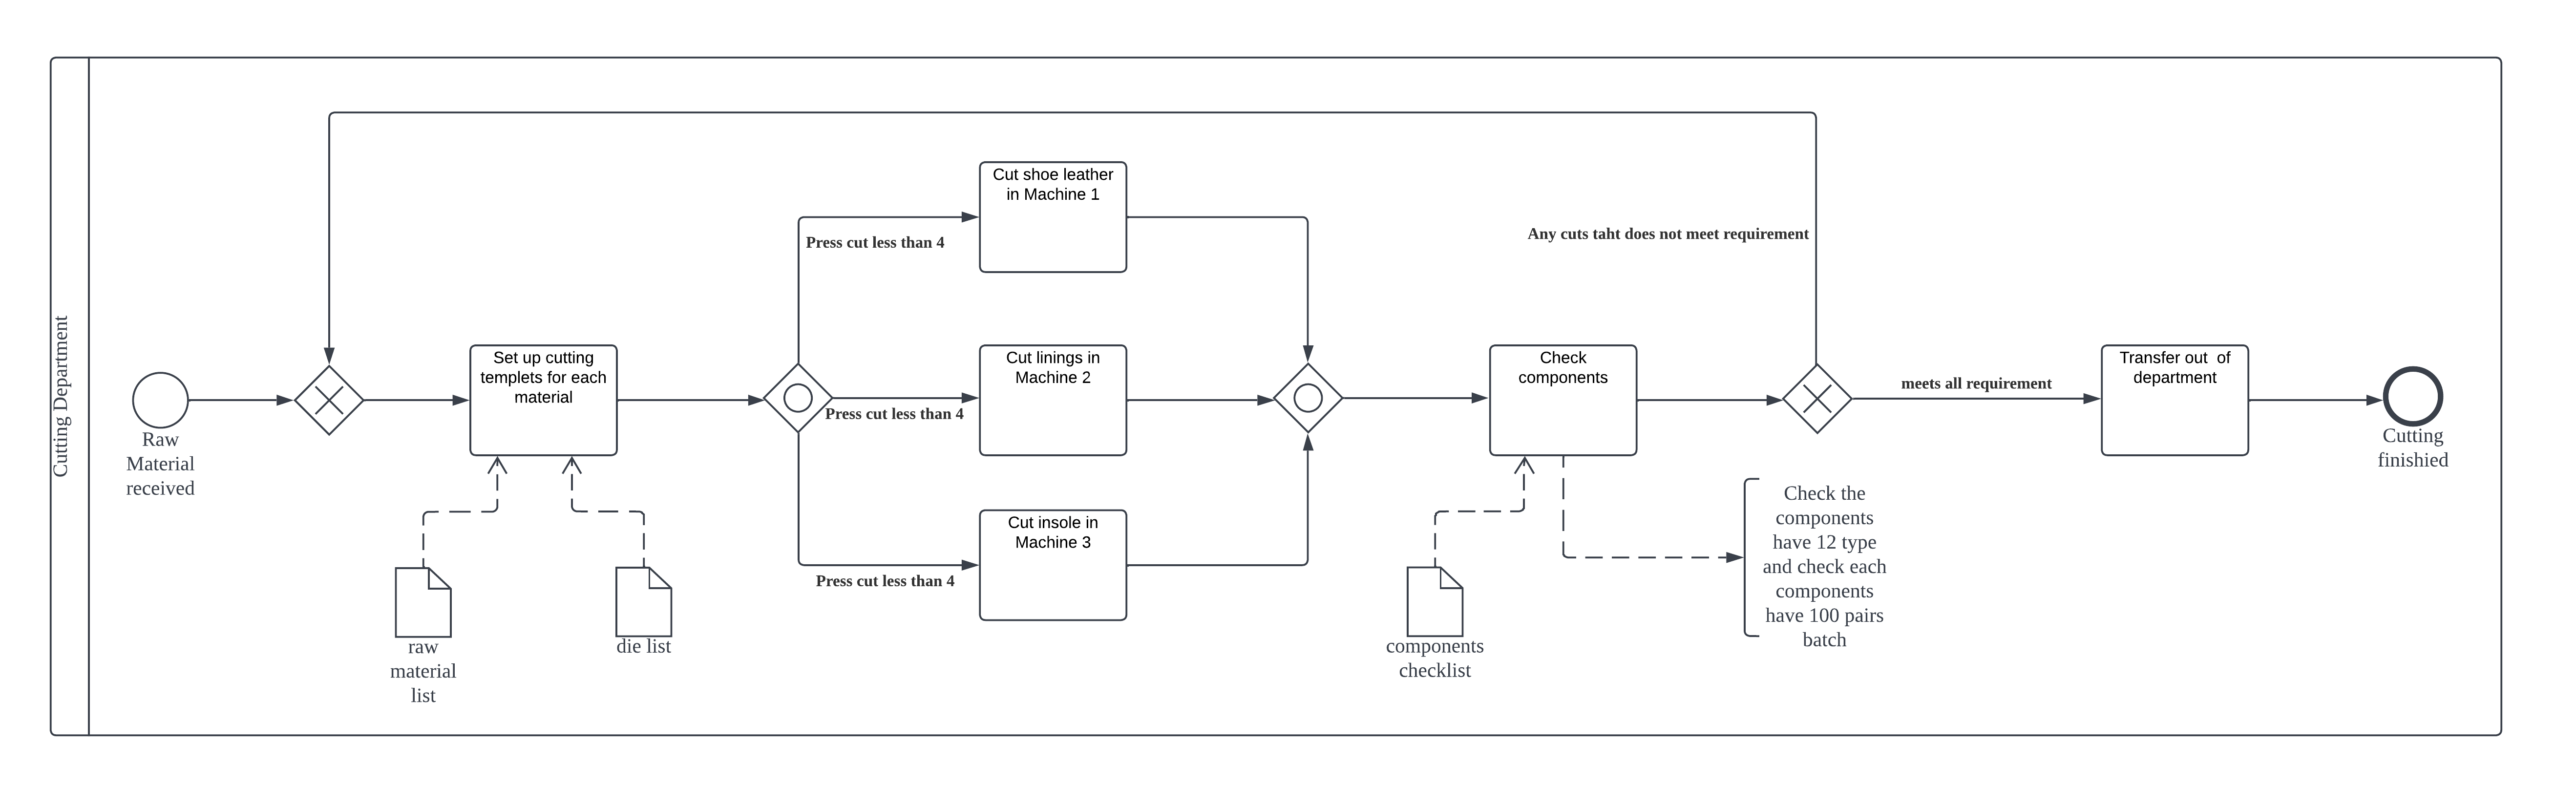 Cutting Department
Raw
Material
received
Set up cutting
templets for each
material
raw
material
list
die list
Press cut less than 4
Press cut less than 4
Press cut less than 4
Cut shoe leather
in Machine 1
Cut linings in
Machine 2
Cut insole in
Machine 3
Check
components
components
checklist
Check the
components
have 12 type
and check each
components
have 100 pairs
batch
Any cuts taht does not meet requirement
meets all requirement
Transfer out  of
department
Cutting
finishied